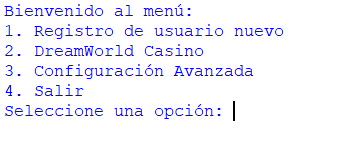 Bienvenido al menú:
1. Registro de usuario nuevo
2. DreamWorld Casino
3. Configuración Avanzada
4. Salir
Seleccione una opción: